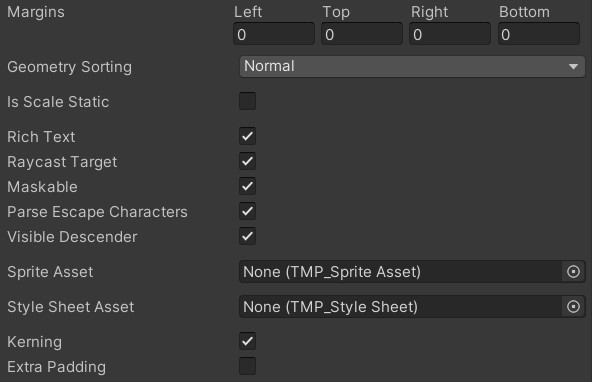 Margins Left Top Right Bottom
0 0 0 0
Geometry Sorting Normal
Is Scale Static
Rich Text
Raycast Target
Maskable
Parse Escape Characters
Visible Descender
Sprite Asset None (TMP_Sprite Asset)
Style Sheet Asset None (TMP_Style Sheet)
Kerning
Extra Padding